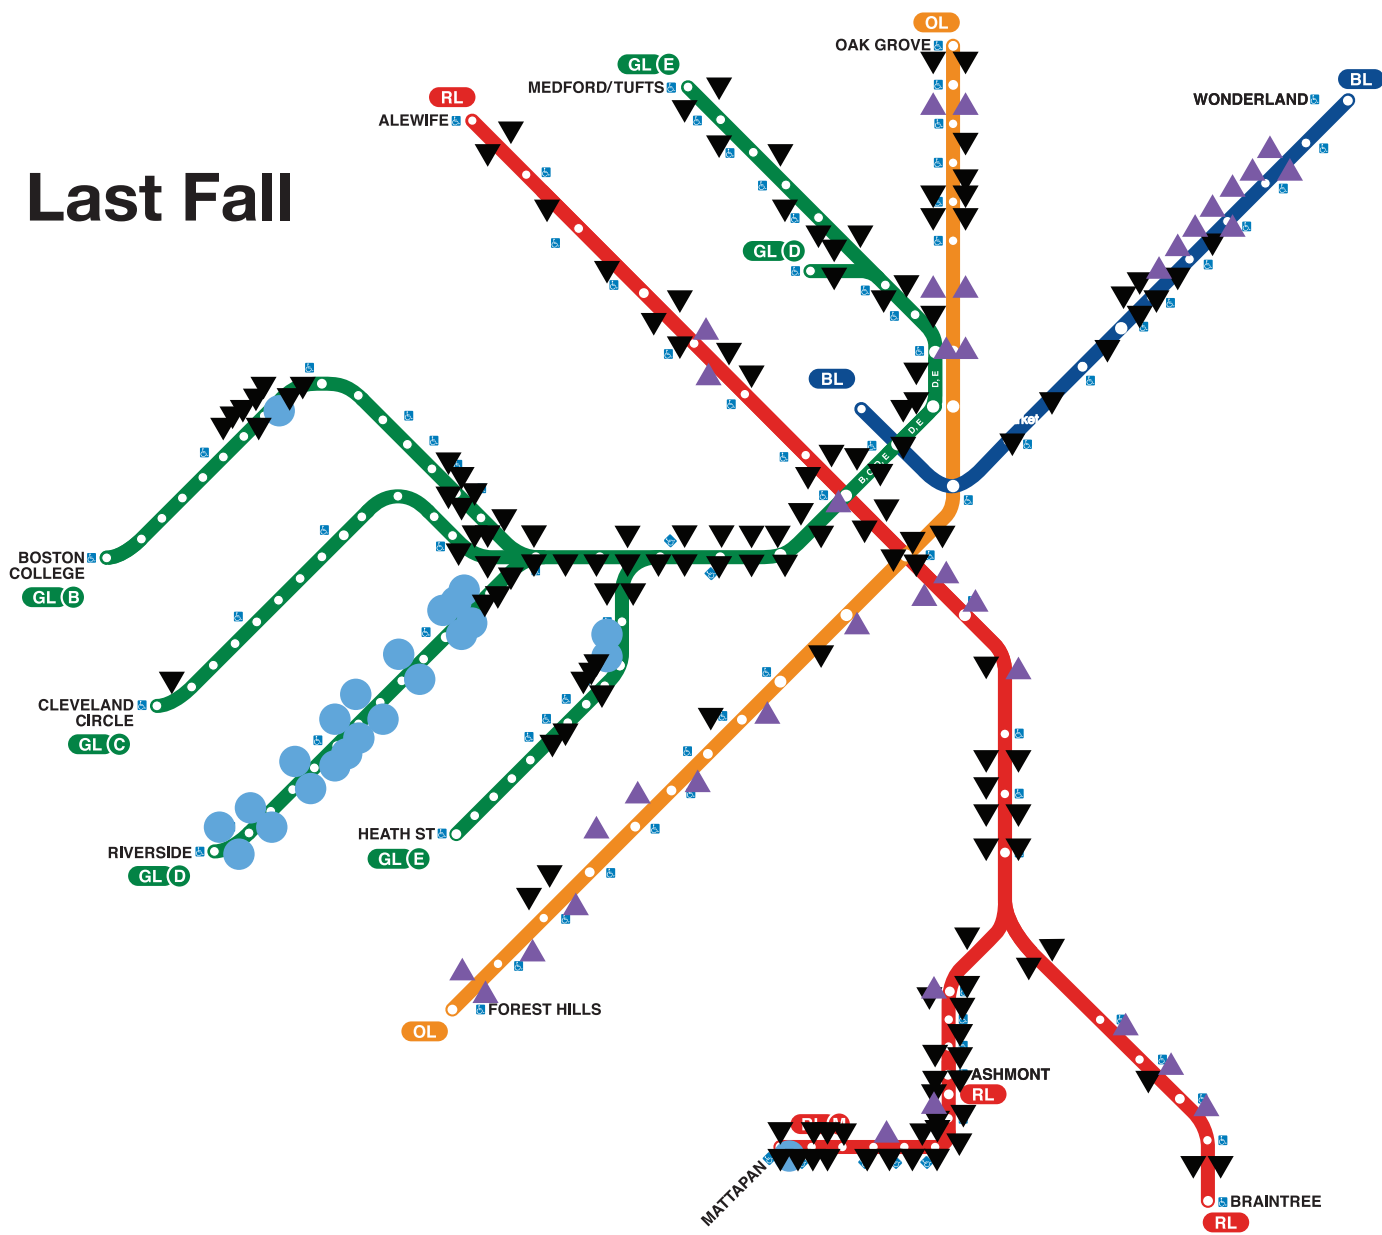 OL
OAK GROVE
GL E
MEDFORD/TUFTS
BL
WONDERLAND
RL
ALEWIFE
Last Fall
GL D
BL
D, E
D, E
BOSTON
COLLEGE
GL B
CLEVELAND
CIRCLE
GL C
RIVERSIDE
GL D
HEATH ST
GL E
FOREST HILLS
OL
ASHMONT
RL
MATTAPAN
BRAINTREE
RL